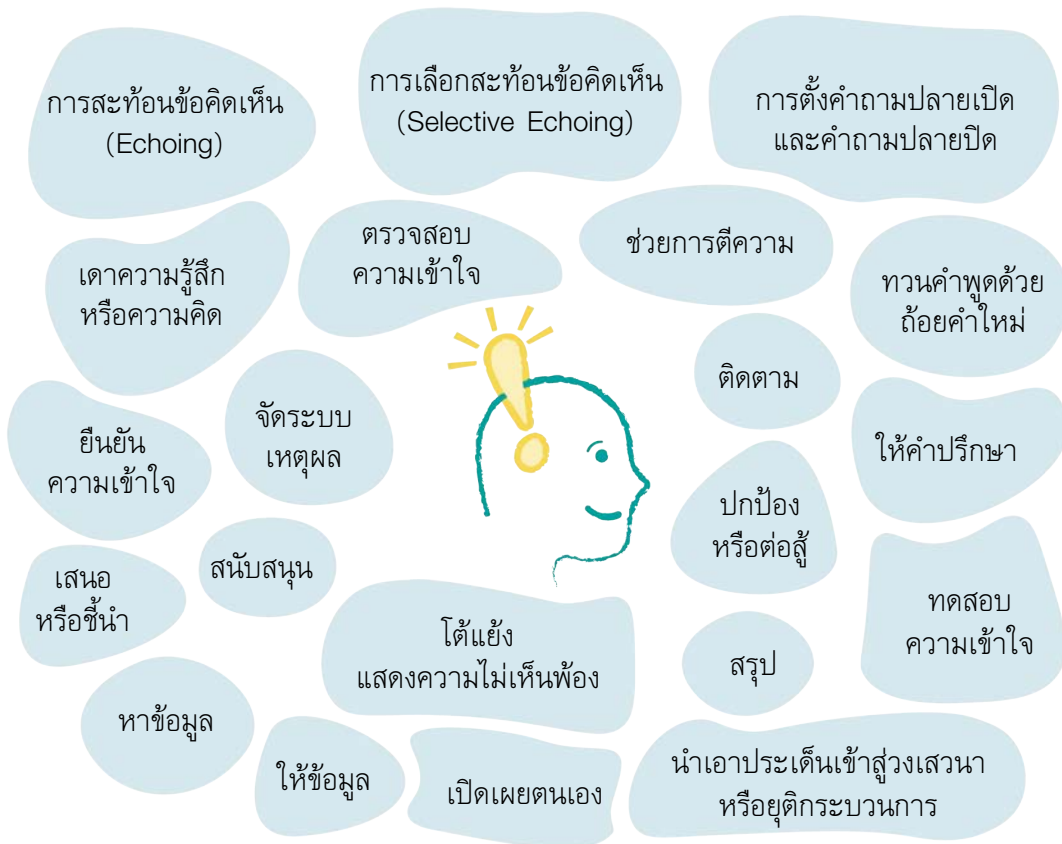 การสะท้อนข้อคิดเห็น
(Echoing)
การเลือกสะท้อนข้อคิดเห็น
(Selective Echoing)
การตั้งคำถามปลายเปิด
และคำถามปลายปิด
เดาความรู้สึก
หรือความคิด
ตรวจสอบ
ความเข้าใจ
ช่วยการตีความ
ทวนคำพูดด้วย
ถ้อยคำใหม่
ติดตาม
ยืนยัน
ความเข้าใจ
จัดระบบ
เหตุผล
ให้คำปรึกษา
ปกป้อง
หรือต่อสู้
สนับสนุน
เสนอ
หรือชี้นำ
โต้แย้ง
แสดงความไม่เห็นพ้อง
สรุป
ทดสอบ
ความเข้าใจ
หาข้อมูล
ให้ข้อมูล
เปิดเผยตนเอง
นำเอาประเด็นเข้าสู่วงเสวนา
หรือยุติกระบวนการ